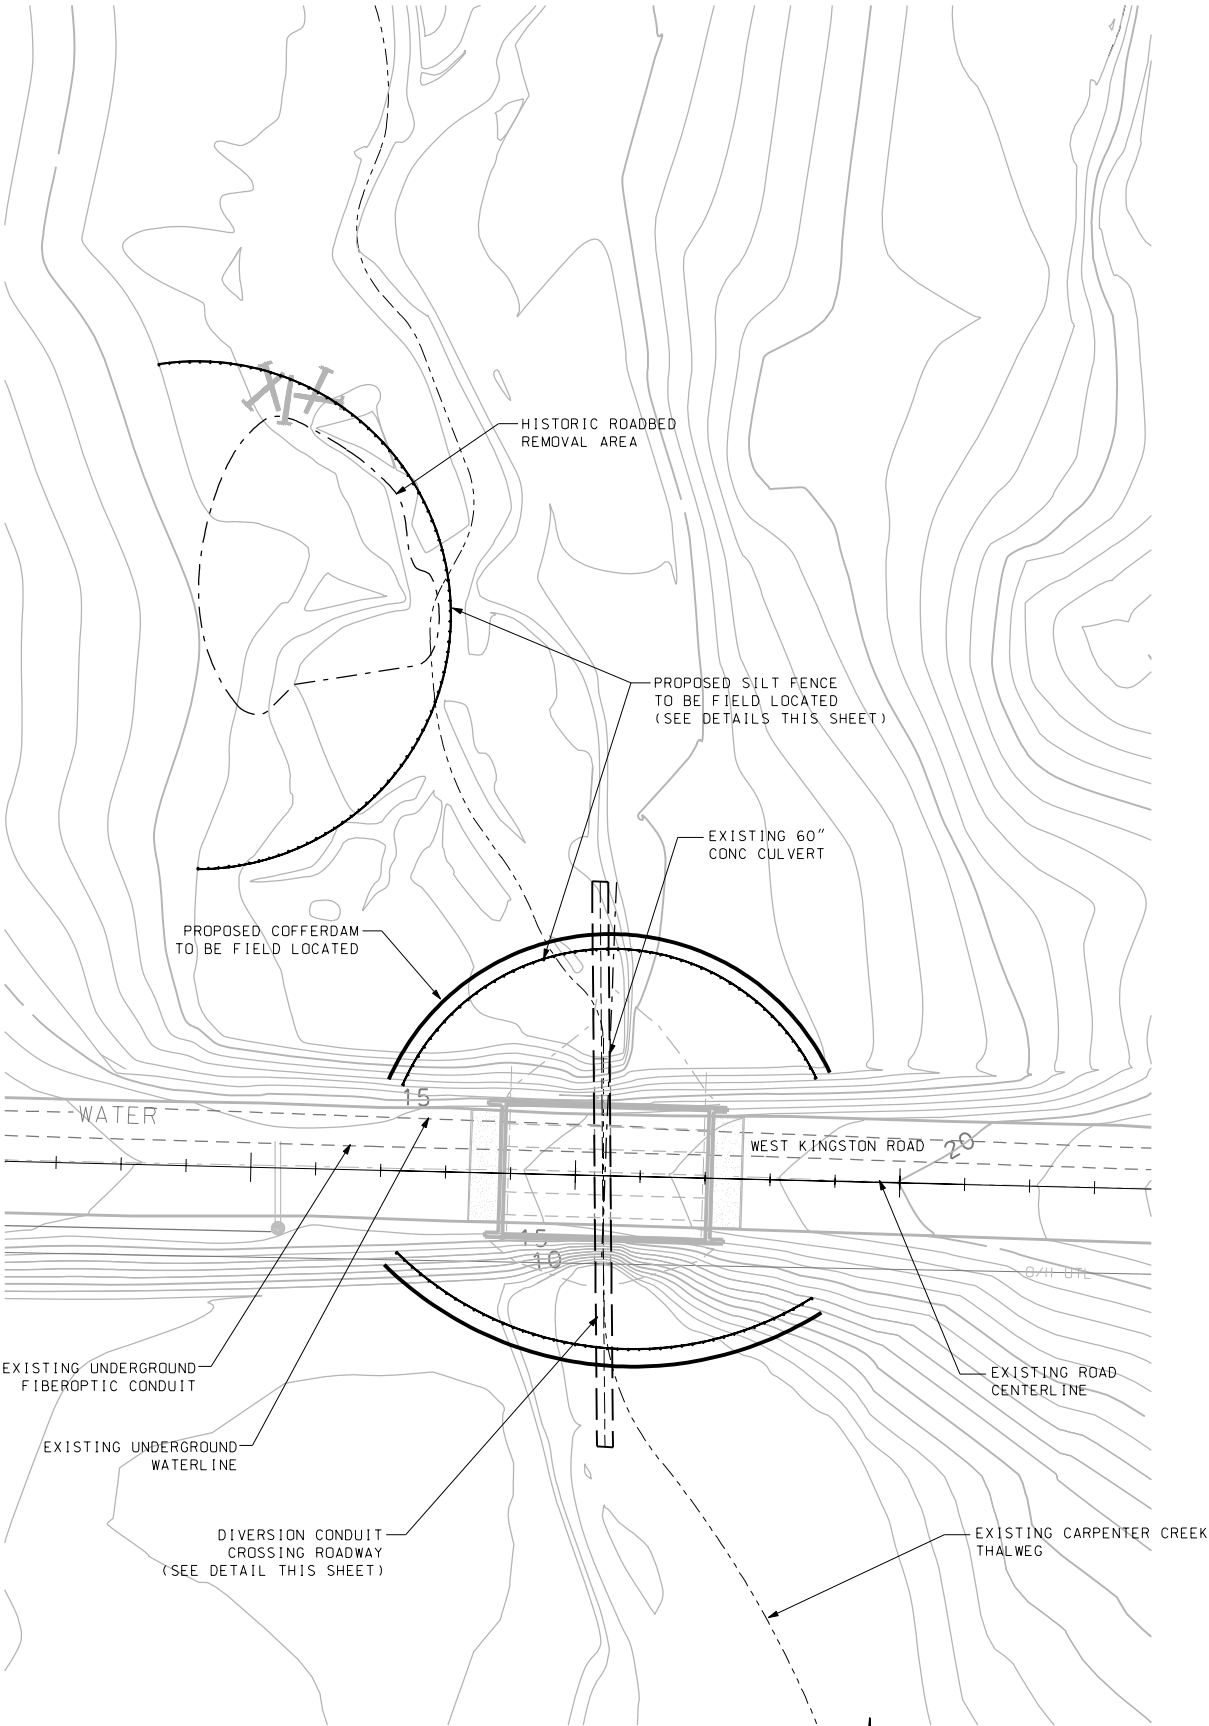 HISTORIC ROADBED
REMOVAL AREA
PROPOSED SILT FENCE
TO BE FIELD LOCATED
(SEE DETAILS THIS SHEET)
EXISTING 60"
CONC CULVERT
PROPOSED COFFERDAM
TO BE FIELD LOCATED
15
WATER
WEST KINGSTON ROAD
20
15
10
O/H UTL
EXISTING UNDERGROUND
FIBEROPTIC CONDUIT
EXISTING ROAD
CENTERLINE
EXISTING UNDERGROUND
WATERLINE
DIVERSION CONDUIT
CROSSING ROADWAY
(SEE DETAIL THIS SHEET)
EXISTING CARPENTER CREEK
THALWEG